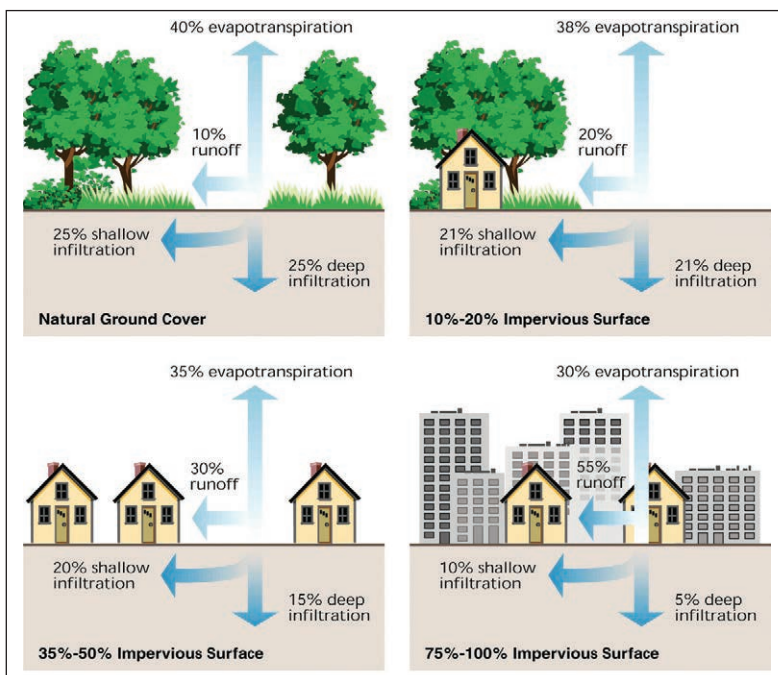 40% evapotranspiration
10%
runoff
25% shallow
infiltration
25% deep
infiltration
Natural Ground Cover
38% evapotranspiration
20%
runoff
21% shallow
infiltration
21% deep
infiltration
10%-20% Impervious Surface
35% evapotranspiration
30%
runoff
20% shallow
infiltration
15% deep
infiltration
35%-50% Impervious Surface
30% evapotranspiration
55%
runoff
10% shallow
infiltration
5% deep
infiltration
75%-100% Impervious Surface